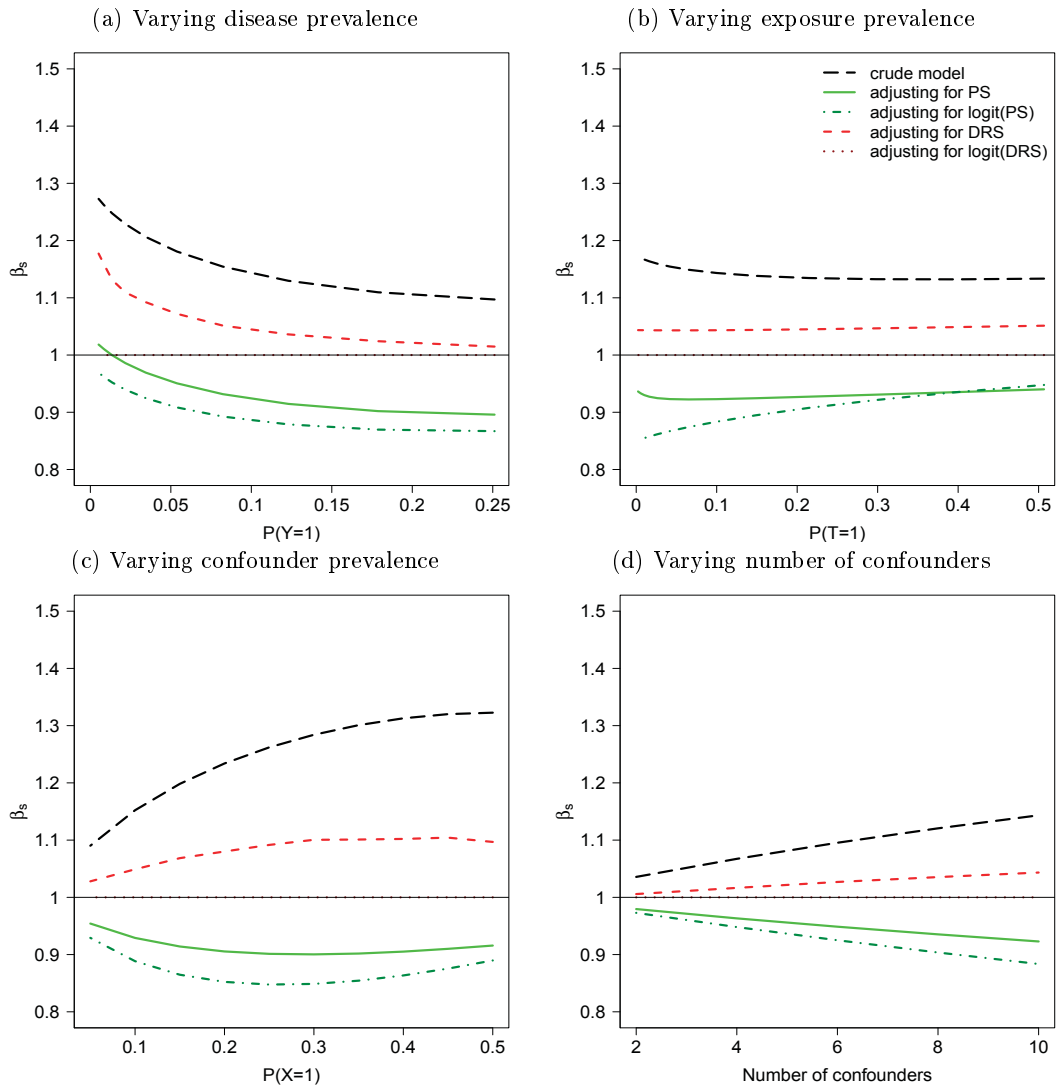 (a) Varying disease prevalence
1.5
1.4
1.3
1.2
1.1
1
0.9
0.8
βs
0 0.05 0.1 0.15 0.2 0.25
P(Y=1)
(b) Varying exposure prevalence
crude model
adjusting for PS
adjusting for logit(PS)
adjusting for DRS
adjusting for logit(DRS)
1.5
1.4
1.3
1.2
1.1
1
0.9
0.8
βs
0 0.1 0.2 0.3 0.4 0.5
P(T=1)
(c) Varying confounder prevalence
1.5
1.4
1.3
1.2
1.1
1
0.9
0.8
βs
0.1 0.2 0.3 0.4 0.5
P(X=1)
(d) Varying number of confounders
1.5
1.4
1.3
1.2
1.1
1
0.9
0.8
βs
2 4 6 8 10
Number of confounders